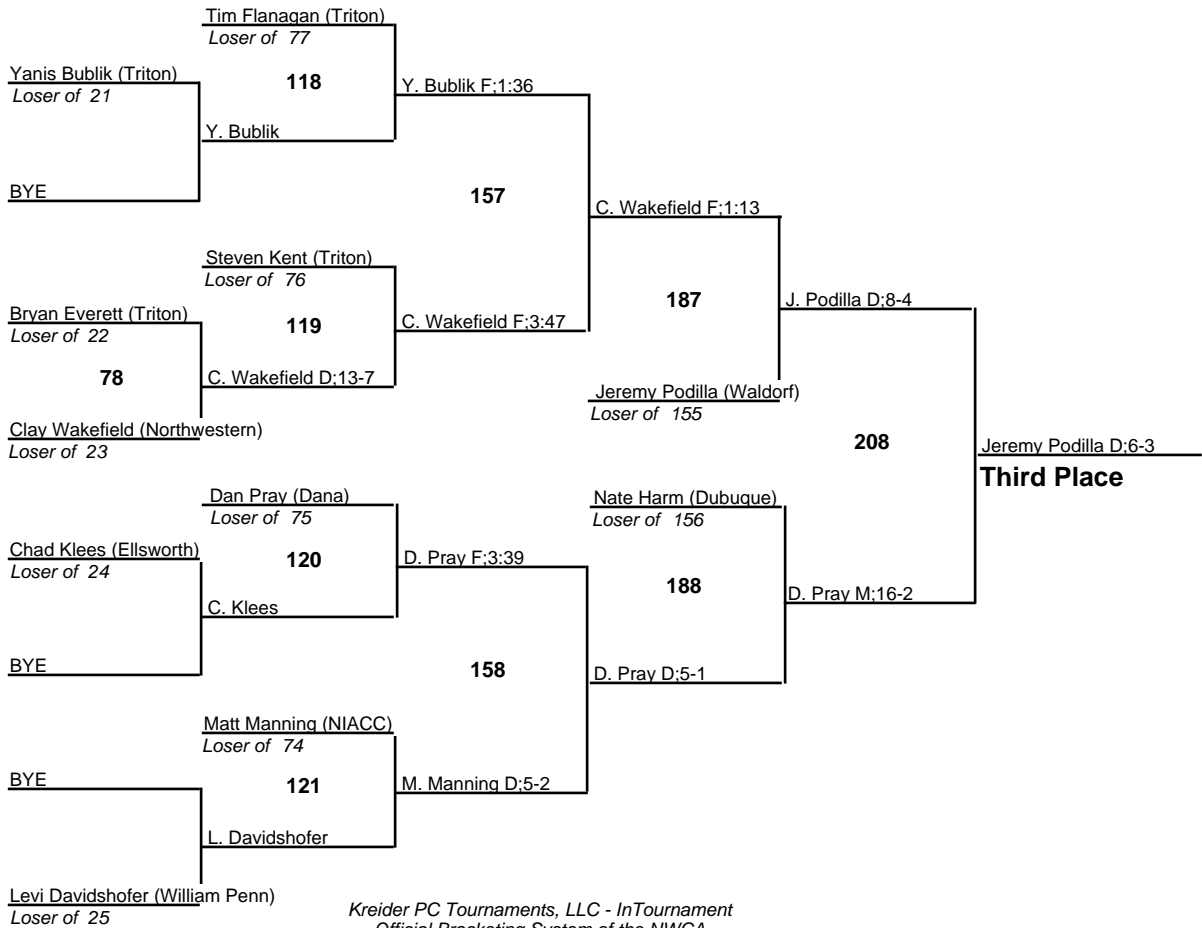 Tim Flanagan (Triton)
Loser of 77
Yanis Bublik (Triton)
Loser of 21
118
Y. Bublik F;1:36
Y. Bublik
BYE
157
C. Wakefield F;1:13
Steven Kent (Triton)
Loser of 76
Bryan Everett (Triton)
Loser of 22
119
C. Wakefield F;3:47
187
J. Podilla D;8-4
78
C. Wakefield D;13-7
Jeremy Podilla (Waldorf)
Loser of 155
Clay Wakefield (Northwestern)
Loser of 23
208
Jeremy Podilla D;6-3
Third Place
Dan Pray (Dana)
Loser of 75
Nate Harm (Dubuque)
Loser of 156
Chad Klees (Ellsworth)
Loser of 24
120
D. Pray F;3:39
188
D. Pray M;16-2
C. Klees
BYE
158
D. Pray D;5-1
Matt Manning (NIACC)
Loser of 74
BYE
121
M. Manning D;5-2
L. Davidshofer
Levi Davidshofer (William Penn)
Loser of 25
Kreider PC Tournaments, LLC - InTournament
Official Bracketing System of the NWCA